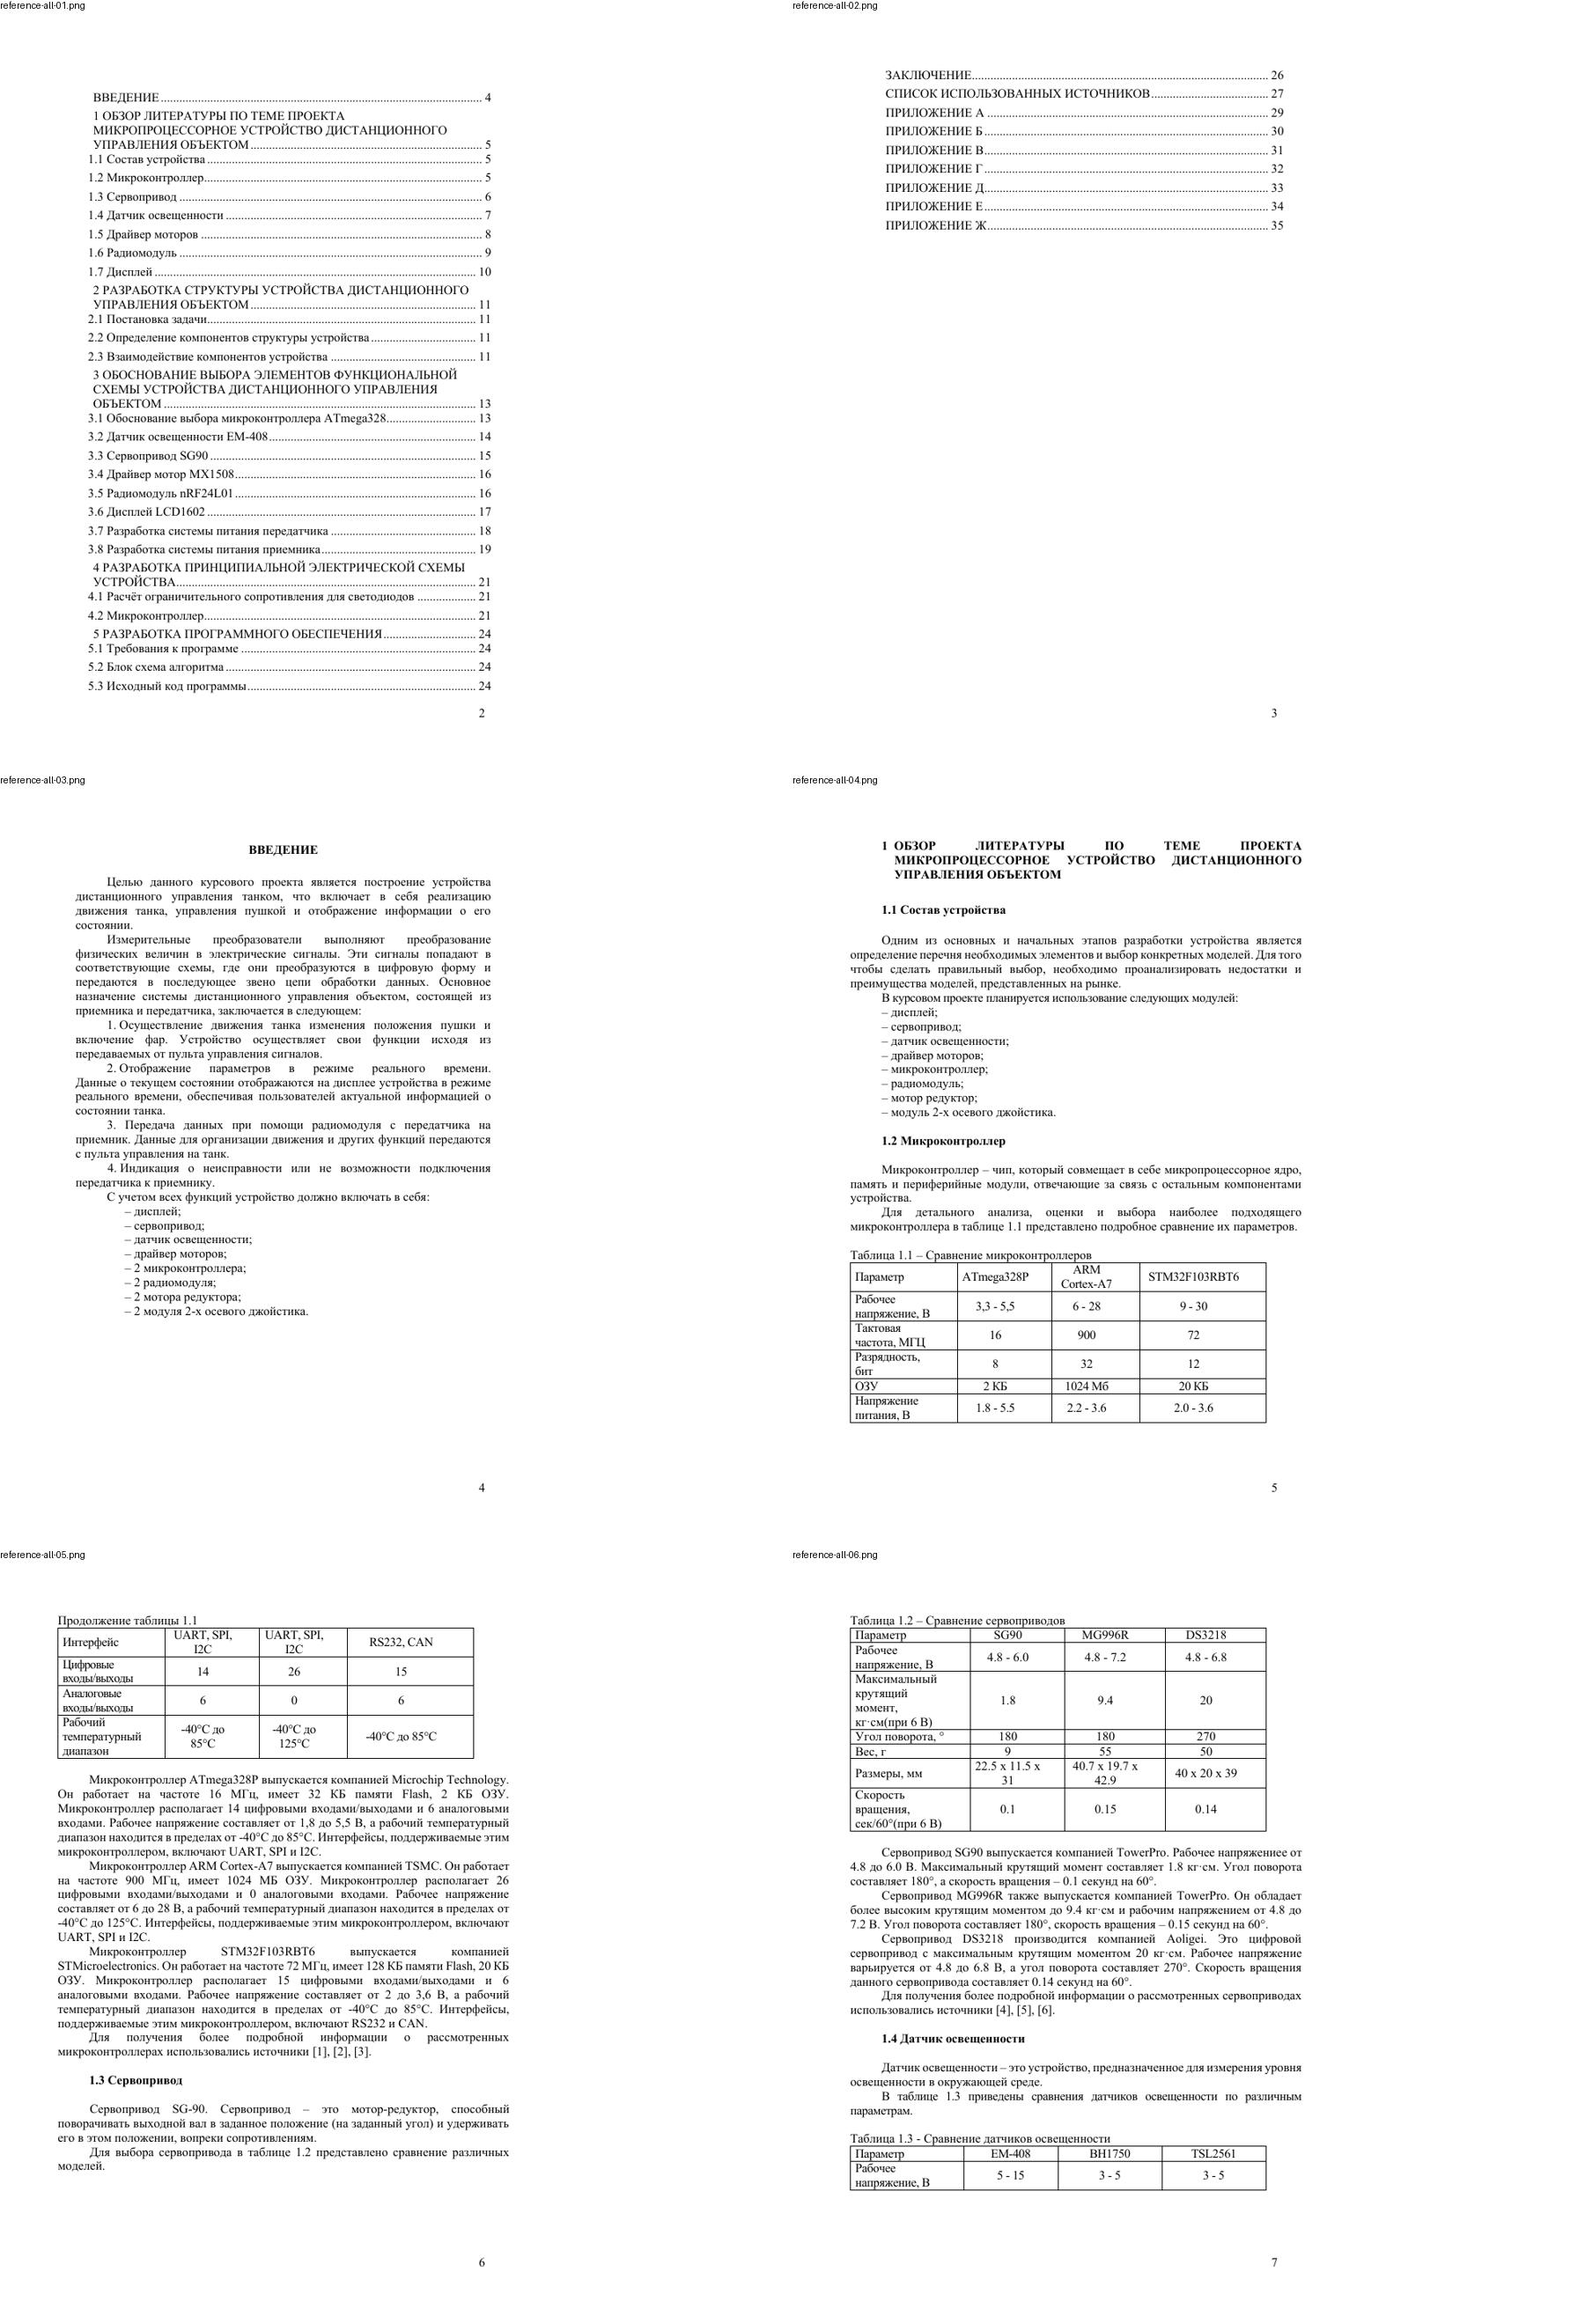 reference-all-01.png
ВВЕДЕНИЕ 4
1 ОБЗОР ЛИТЕРАТУРЫ ПО ТЕМЕ ПРОЕКТА
МИКРОПРОЦЕССОРНОЕ УСТРОЙСТВО ДИСТАНЦИОННОГО
УПРАВЛЕНИЯ ОБЪЕКТОМ 5
1.1 Состав устройства 5
1.2 Микроконтроллер 5
1.3 Сервопривод 6
1.4 Датчик освещенности 7
1.5 Драйвер моторов 8
1.6 Радиомодуль 9
1.7 Дисплей 10
2 РАЗРАБОТКА СТРУКТУРЫ УСТРОЙСТВА ДИСТАНЦИОННОГО
УПРАВЛЕНИЯ ОБЪЕКТОМ 11
2.1 Постановка задачи 11
2.2 Определение компонентов структуры устройства 11
2.3 Взаимодействие компонентов устройства 11
3 ОБОСНОВАНИЕ ВЫБОРА ЭЛЕМЕНТОВ ФУНКЦИОНАЛЬНОЙ
СХЕМЫ УСТРОЙСТВА ДИСТАНЦИОННОГО УПРАВЛЕНИЯ
ОБЪЕКТОМ 13
3.1 Обоснование выбора микроконтроллера ATmega328 13
3.2 Датчик освещенности EM-408 14
3.3 Сервопривод SG90 15
3.4 Драйвер мотор MX1508 16
3.5 Радиомодуль nRF24L01 16
3.6 Дисплей LCD1602 17
3.7 Разработка системы питания передатчика 18
3.8 Разработка системы питания приемника 19
4 РАЗРАБОТКА ПРИНЦИПИАЛЬНОЙ ЭЛЕКТРИЧЕСКОЙ СХЕМЫ
УСТРОЙСТВА 21
4.1 Расчёт ограничительного сопротивления для светодиодов 21
4.2 Микроконтроллер 21
5 РАЗРАБОТКА ПРОГРАММНОГО ОБЕСПЕЧЕНИЯ 24
5.1 Требования к программе 24
5.2 Блок схема алгоритма 24
5.3 Исходный код программы 24
2
reference-all-02.png
ЗАКЛЮЧЕНИЕ 26
СПИСОК ИСПОЛЬЗОВАННЫХ ИСТОЧНИКОВ 27
ПРИЛОЖЕНИЕ А 29
ПРИЛОЖЕНИЕ Б 30
ПРИЛОЖЕНИЕ В 31
ПРИЛОЖЕНИЕ Г 32
ПРИЛОЖЕНИЕ Д 33
ПРИЛОЖЕНИЕ Е 34
ПРИЛОЖЕНИЕ Ж 35
3
reference-all-03.png
ВВЕДЕНИЕ
Целью данного курсового проекта является построение устройства
дистанционного управления танком, что включает в себя реализацию
движения танка, управления пушкой и отображение информации о его
состоянии.
Измерительные преобразователи выполняют преобразование
физических величин в электрические сигналы. Эти сигналы попадают в
соответствующие схемы, где они преобразуются в цифровую форму и
передаются в последующее звено цепи обработки данных. Основное
назначение системы дистанционного управления объектом, состоящей из
приемника и передатчика, заключается в следующем:
1. Осуществление движения танка изменения положения пушки и
включение фар. Устройство осуществляет свои функции исходя из
передаваемых от пульта управления сигналов.
2. Отображение параметров в режиме реального времени.
Данные о текущем состоянии отображаются на дисплее устройства в режиме
реального времени, обеспечивая пользователей актуальной информацией о
состоянии танка.
3. Передача данных при помощи радиомодуля с передатчика на
приемник. Данные для организации движения и других функций передаются
с пульта управления на танк.
4. Индикация о неисправности или не возможности подключения
передатчика к приемнику.
С учетом всех функций устройство должно включать в себя:
– дисплей;
– сервопривод;
– датчик освещенности;
– драйвер моторов;
– 2 микроконтроллера;
– 2 радиомодуля;
– 2 мотора редуктора;
– 2 модуля 2-х осевого джойстика.
4
reference-all-04.png
1 ОБЗОР ЛИТЕРАТУРЫ ПО ТЕМЕ ПРОЕКТА
МИКРОПРОЦЕССОРНОЕ УСТРОЙСТВО ДИСТАНЦИОННОГО
УПРАВЛЕНИЯ ОБЪЕКТОМ
1.1 Состав устройства
Одним из основных и начальных этапов разработки устройства является
определение перечня необходимых элементов и выбор конкретных моделей. Для того
чтобы сделать правильный выбор, необходимо проанализировать недостатки и
преимущества моделей, представленных на рынке.
В курсовом проекте планируется использование следующих модулей:
– дисплей;
– сервопривод;
– датчик освещенности;
– драйвер моторов;
– микроконтроллер;
– радиомодуль;
– мотор редуктор;
– модуль 2-х осевого джойстика.
1.2 Микроконтроллер
Микроконтроллер – чип, который совмещает в себе микропроцессорное ядро,
память и периферийные модули, отвечающие за связь с остальным компонентами
устройства.
Для детального анализа, оценки и выбора наиболее подходящего
микроконтроллера в таблице 1.1 представлено подробное сравнение их параметров.
Таблица 1.1 – Сравнение микроконтроллеров
Параметр ATmega328P ARM Cortex-A7 STM32F103RBT6
Рабочее напряжение, В 3,3 - 5,5 6 - 28 9 - 30
Тактовая частота, МГЦ 16 900 72
Разрядность, бит 8 32 12
ОЗУ 2 КБ 1024 Мб 20 КБ
Напряжение питания, В 1.8 - 5.5 2.2 - 3.6 2.0 - 3.6
5
reference-all-05.png
Продолжение таблицы 1.1
Интерфейс UART, SPI, I2C UART, SPI, I2C RS232, CAN
Цифровые входы/выходы 14 26 15
Аналоговые входы/выходы 6 0 6
Рабочий температурный диапазон -40°C до 85°C -40°C до 125°C -40°C до 85°C
Микроконтроллер ATmega328P выпускается компанией Microchip Technology.
Он работает на частоте 16 МГц, имеет 32 КБ памяти Flash, 2 КБ ОЗУ.
Микроконтроллер располагает 14 цифровыми входами/выходами и 6 аналоговыми
входами. Рабочее напряжение составляет от 1,8 до 5,5 В, а рабочий температурный
диапазон находится в пределах от -40°C до 85°C. Интерфейсы, поддерживаемые этим
микроконтроллером, включают UART, SPI и I2C.
Микроконтроллер ARM Cortex-A7 выпускается компанией TSMC. Он работает
на частоте 900 МГц, имеет 1024 МБ ОЗУ. Микроконтроллер располагает 26
цифровыми входами/выходами и 0 аналоговыми входами. Рабочее напряжение
составляет от 6 до 28 В, а рабочий температурный диапазон находится в пределах от
-40°C до 125°C. Интерфейсы, поддерживаемые этим микроконтроллером, включают
UART, SPI и I2C.
Микроконтроллер STM32F103RBT6 выпускается компанией
STMicroelectronics. Он работает на частоте 72 МГц, имеет 128 КБ памяти Flash, 20 КБ
ОЗУ. Микроконтроллер располагает 15 цифровыми входами/выходами и 6
аналоговыми входами. Рабочее напряжение составляет от 2 до 3,6 В, а рабочий
температурный диапазон находится в пределах от -40°C до 85°C. Интерфейсы,
поддерживаемые этим микроконтроллером, включают RS232 и CAN.
Для получения более подробной информации о рассмотренных
микроконтроллерах использовались источники [1], [2], [3].
1.3 Сервопривод
Сервопривод SG-90. Сервопривод – это мотор-редуктор, способный
поворачивать выходной вал в заданное положение (на заданный угол) и удерживать
его в этом положении, вопреки сопротивлениям.
Для выбора сервопривода в таблице 1.2 представлено сравнение различных
моделей.
6
reference-all-06.png
Таблица 1.2 – Сравнение сервоприводов
Параметр SG90 MG996R DS3218
Рабочее напряжение, В 4.8 - 6.0 4.8 - 7.2 4.8 - 6.8
Максимальный крутящий момент, кг·см(при 6 В) 1.8 9.4 20
Угол поворота, ° 180 180 270
Вес, г 9 55 50
Размеры, мм 22.5 x 11.5 x 31 40.7 x 19.7 x 42.9 40 x 20 x 39
Скорость вращения, сек/60°(при 6 В) 0.1 0.15 0.14
Сервопривод SG90 выпускается компанией TowerPro. Рабочее напряжениее от
4.8 до 6.0 В. Максимальный крутящий момент составляет 1.8 кг·см. Угол поворота
составляет 180°, а скорость вращения – 0.1 секунд на 60°.
Сервопривод MG996R также выпускается компанией TowerPro. Он обладает
более высоким крутящим моментом до 9.4 кг·см и рабочим напряжением от 4.8 до
7.2 В. Угол поворота составляет 180°, скорость вращения – 0.15 секунд на 60°.
Сервопривод DS3218 производится компанией Aoligei. Это цифровой
сервопривод с максимальным крутящим моментом 20 кг·см. Рабочее напряжение
варьируется от 4.8 до 6.8 В, а угол поворота составляет 270°. Скорость вращения
данного сервопривода составляет 0.14 секунд на 60°.
Для получения более подробной информации о рассмотренных сервоприводах
использовались источники [4], [5], [6].
1.4 Датчик освещенности
Датчик освещенности – это устройство, предназначенное для измерения уровня
освещенности в окружающей среде.
В таблице 1.3 приведены сравнения датчиков освещенности по различным
параметрам.
Таблица 1.3 - Сравнение датчиков освещенности
Параметр EM-408 BH1750 TSL2561
Рабочее напряжение, В 5 - 15 3 - 5 3 - 5
7